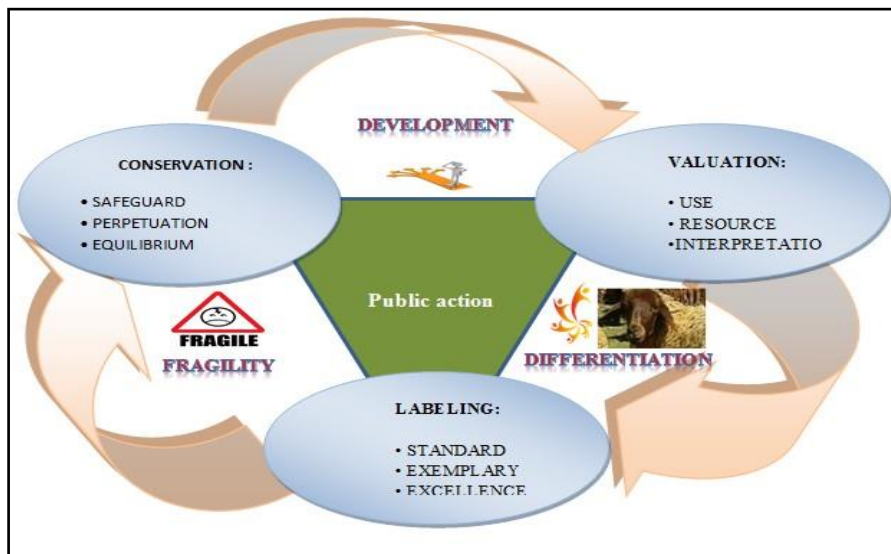 DEVELOPMENT
CONSERVATION :
• SAFEGUARD
• PERPETUATION
• EQUILIBRIUM
VALUATION:
• USE
• RESOURCE
•INTERPRETATIO
Public action
FRAGILE
FRAGILITY
DIFFERENTIATION
LABELING:
• STANDARD
• EXEMPLARY
• EXCELLENCE